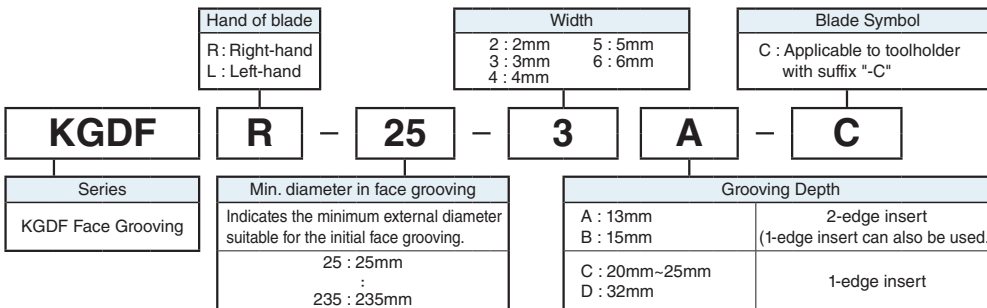 Hand of blade
R : Right-hand
L : Left-hand
Width
2 : 2mm 5 : 5mm
3 : 3mm 6 : 6mm
4 : 4mm
Blade Symbol
C : Applicable to toolholder
with suffix "-C"
KGDF R – 25 – 3 A – C
Series
KGDF Face Grooving
Min. diameter in face grooving
Indicates the minimum external diameter
suitable for the initial face grooving.
25 : 25mm
:
235 : 235mm
Grooving Depth
A : 13mm
B : 15mm
2-edge insert
(1-edge insert can also be used.
C : 20mm~25mm
D : 32mm
1-edge insert